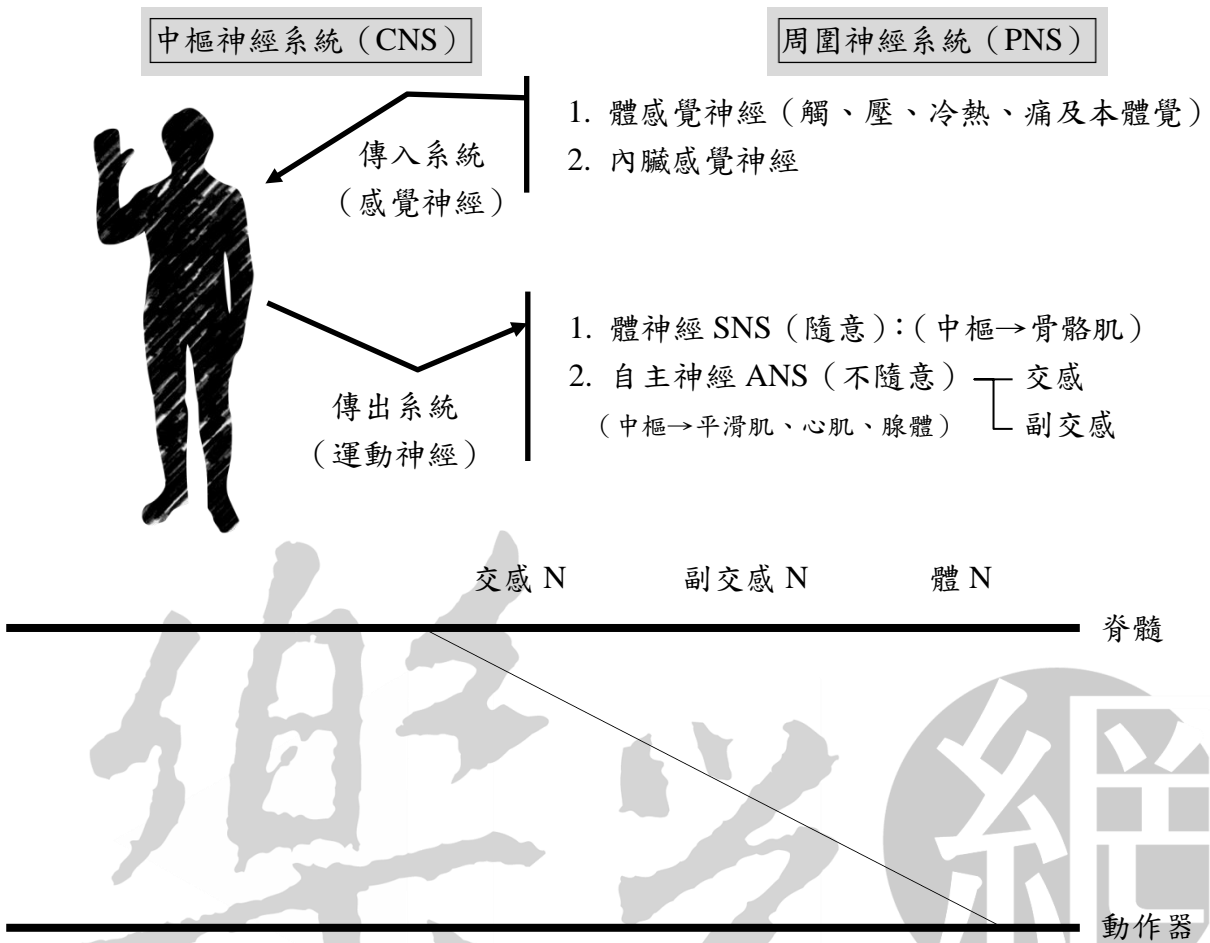 中樞神經系統（CNS）
周圍神經系統（PNS）
1. 體感覺神經（觸、壓、冷熱、痛及本體覺）
2. 內臟感覺神經
傳入系統
（感覺神經）
1. 體神經 SNS（隨意）：（中樞→骨骼肌）
2. 自主神經 ANS（不隨意） 交感
（中樞→平滑肌、心肌、腺體） 副交感
傳出系統
（運動神經）
交感 N 副交感 N 體 N
脊髓
動作器